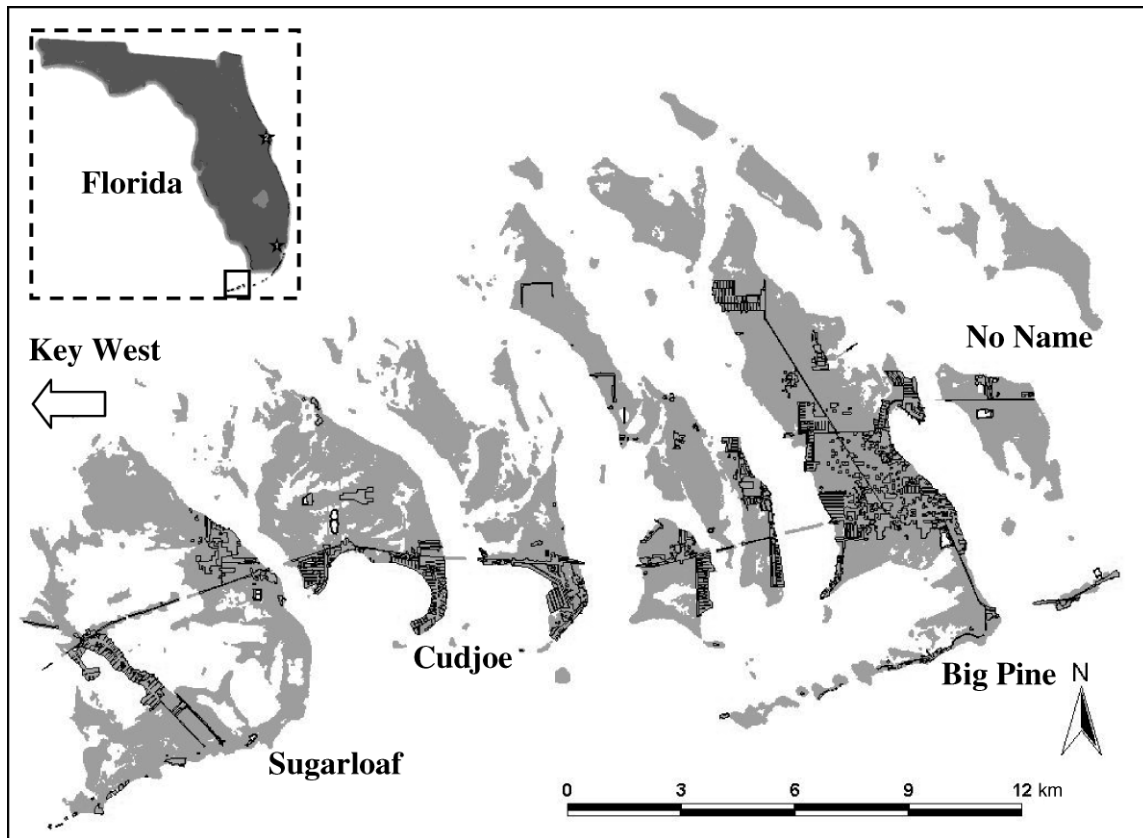 Florida
Key West
No Name
Cudjoe
Big Pine
N
Sugarloaf
0 3 6 9 12 km